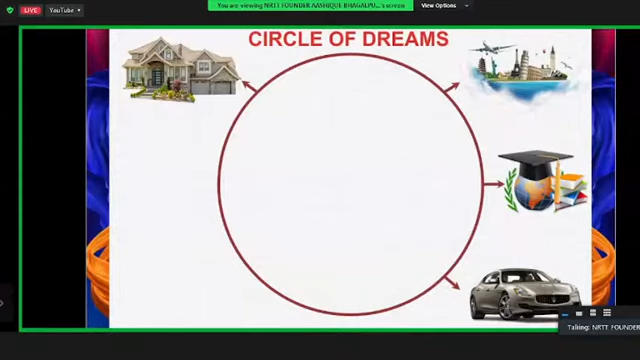 LIVE
YouTube
You are viewing NRTT FOUNDER AASHIQUE BHAGALPU...'s screen
View Options
CIRCLE OF DREAMS
Talking: NRTT FOUNDER